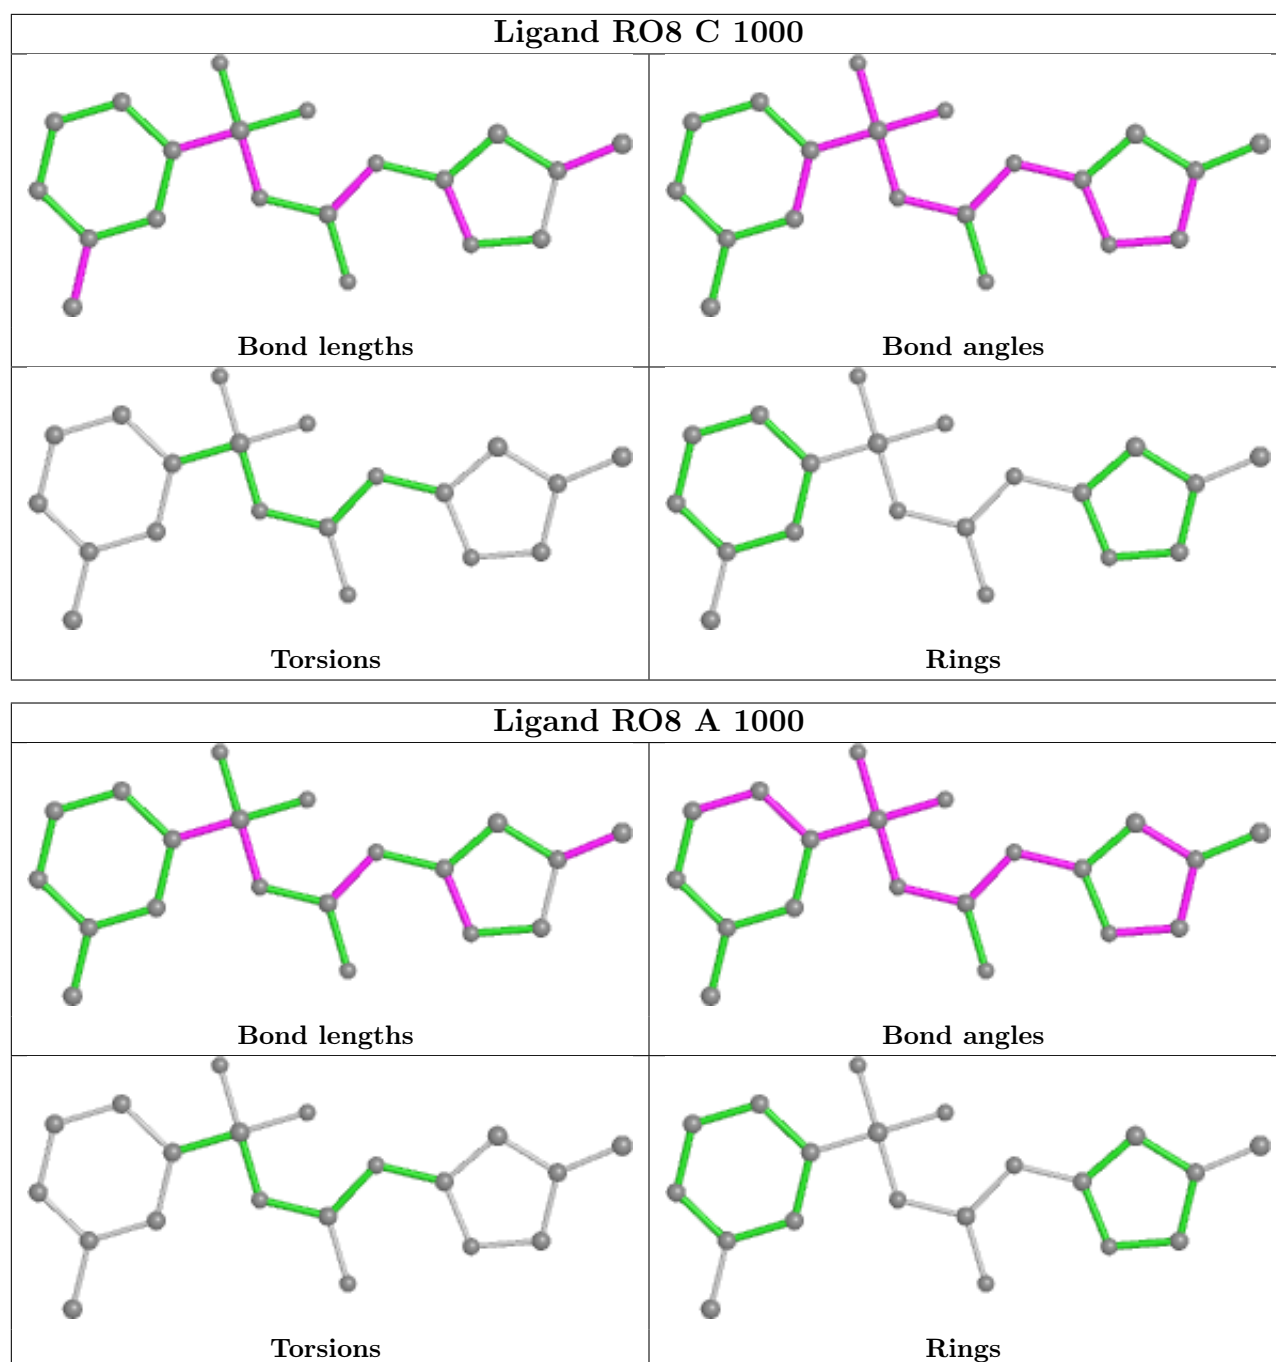 Ligand RO8 C 1000
Bond lengths
Bond angles
Torsions
Rings
Ligand RO8 A 1000
Bond lengths
Bond angles
Torsions
Rings